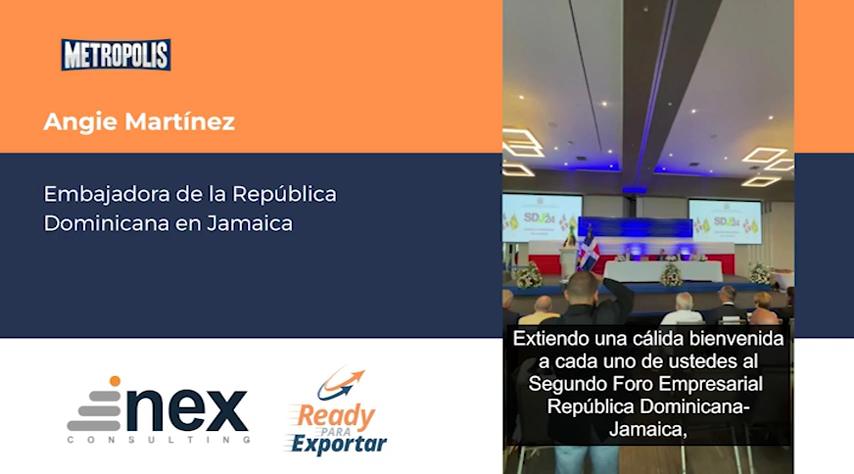 METROPOLIS
Angie Martínez
Embajadora de la República
Dominicana en Jamaica
inex
CONSULTING
Ready
PARA
Exportar
Extiendo una cálida bienvenida
a cada uno de ustedes al
Segundo Foro Empresarial
República Dominicana-
Jamaica,